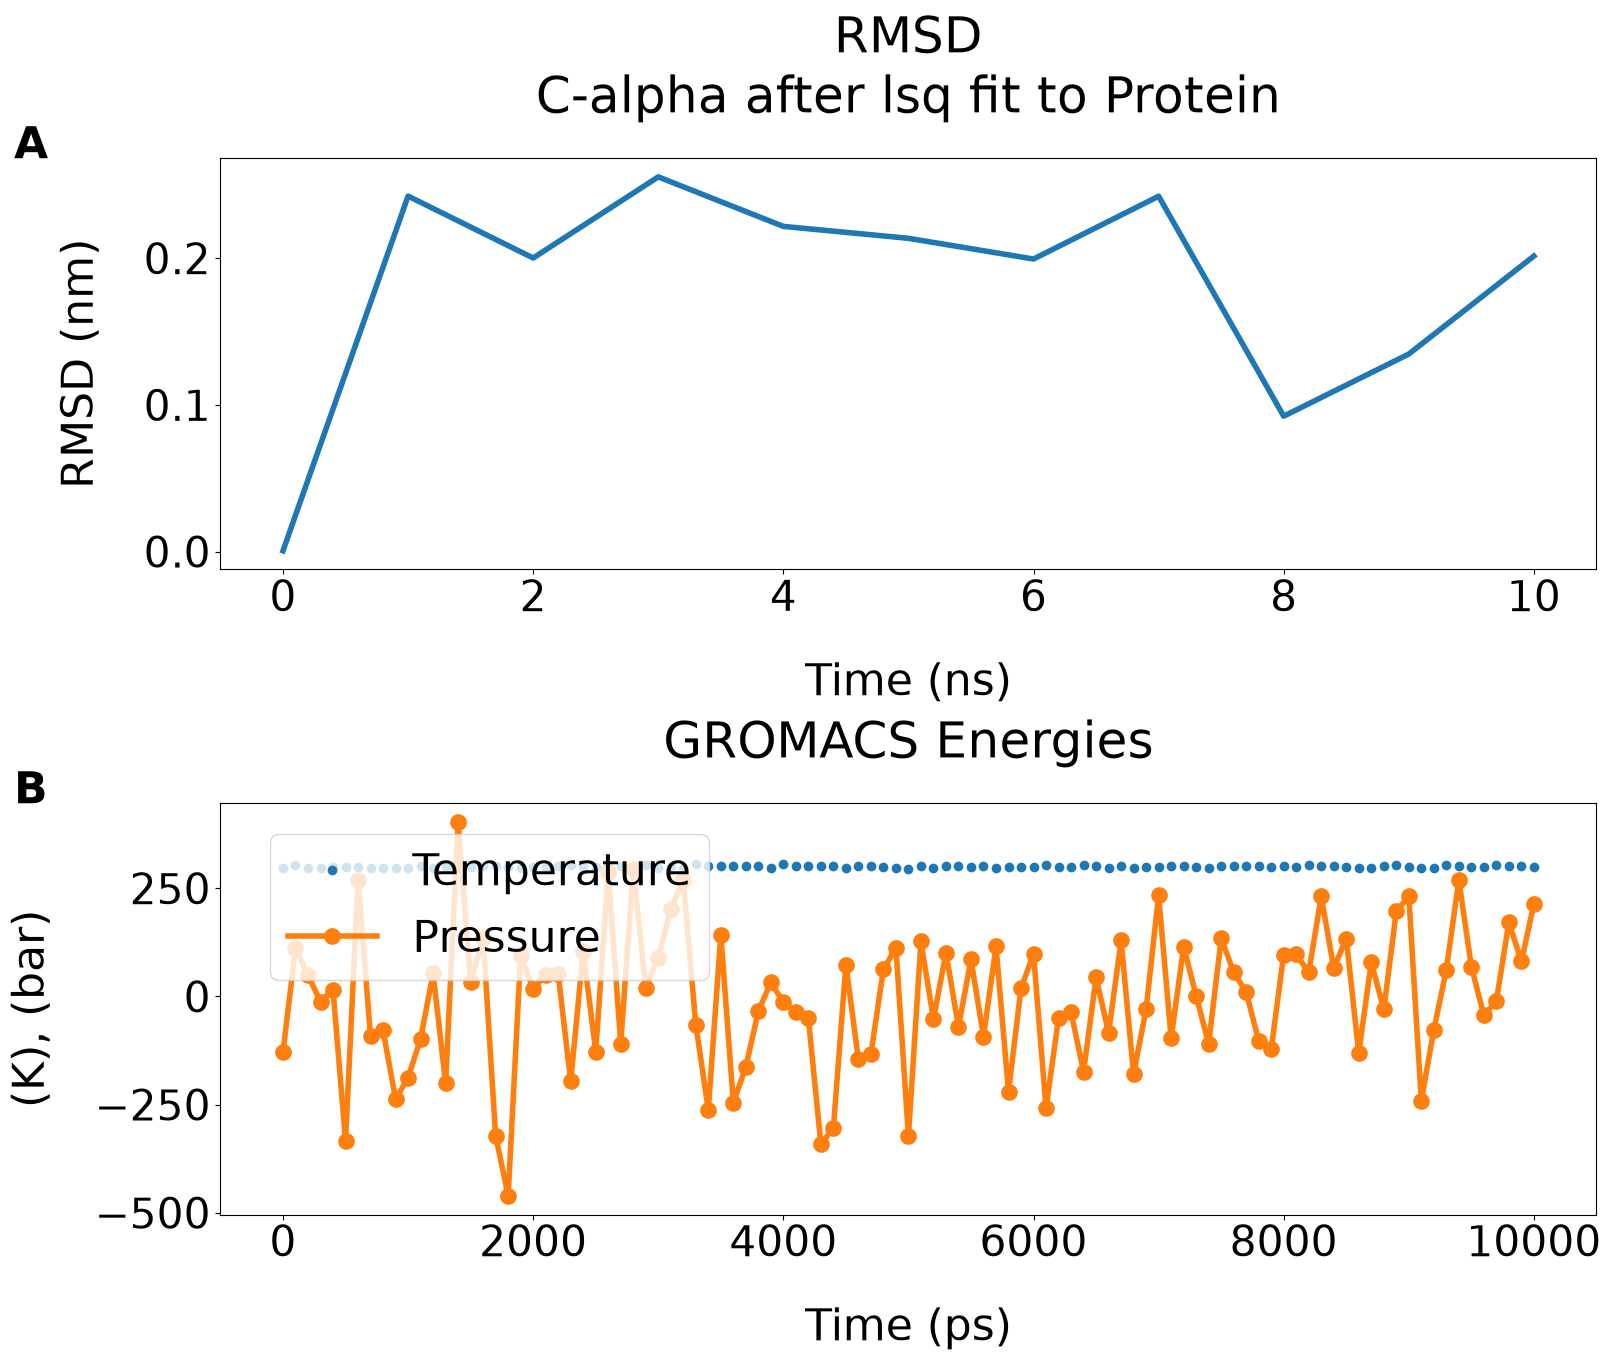 RMSD
C-alpha after lsq fit to Protein
A
RMSD (nm)
0.2
0.1
0.0
0 2 4 6 8 10
Time (ns)
GROMACS Energies
B
(K), (bar)
250
0
−250
−500
Temperature
Pressure
0 2000 4000 6000 8000 10000
Time (ps)